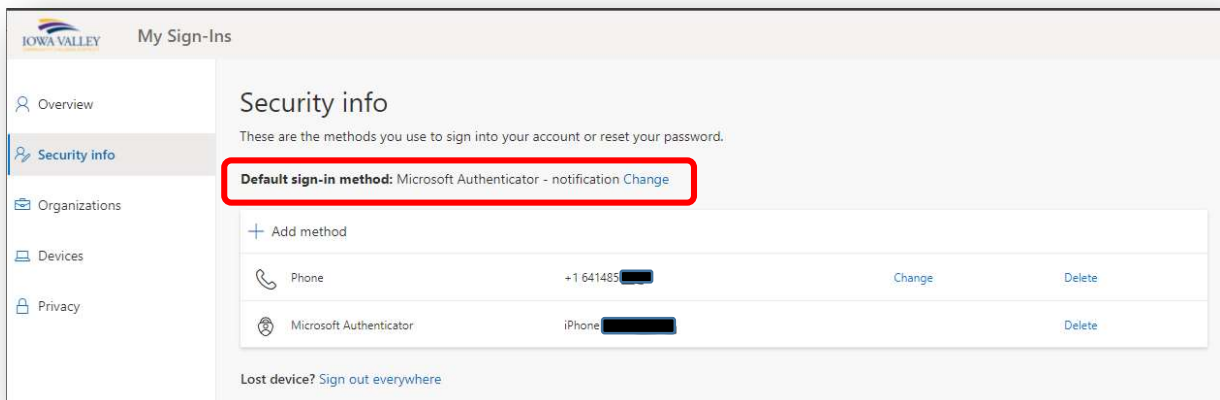 IOWA VALLEY
My Sign-Ins
Overview
Security info
Organizations
Devices
Privacy
Security info
These are the methods you use to sign into your account or reset your password.
Default sign-in method: Microsoft Authenticator - notification Change
+ Add method
Phone +1 641485 Change Delete
Microsoft Authenticator iPhone Delete
Lost device? Sign out everywhere